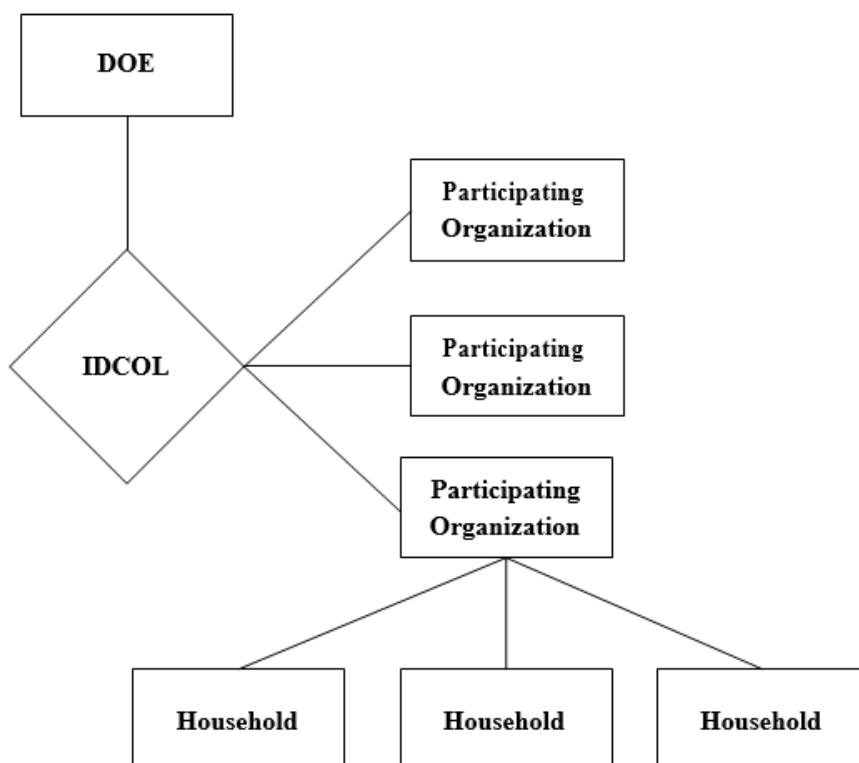 DOE
Participating
Organization
IDCOL
Participating
Organization
Participating
Organization
Household
Household
Household